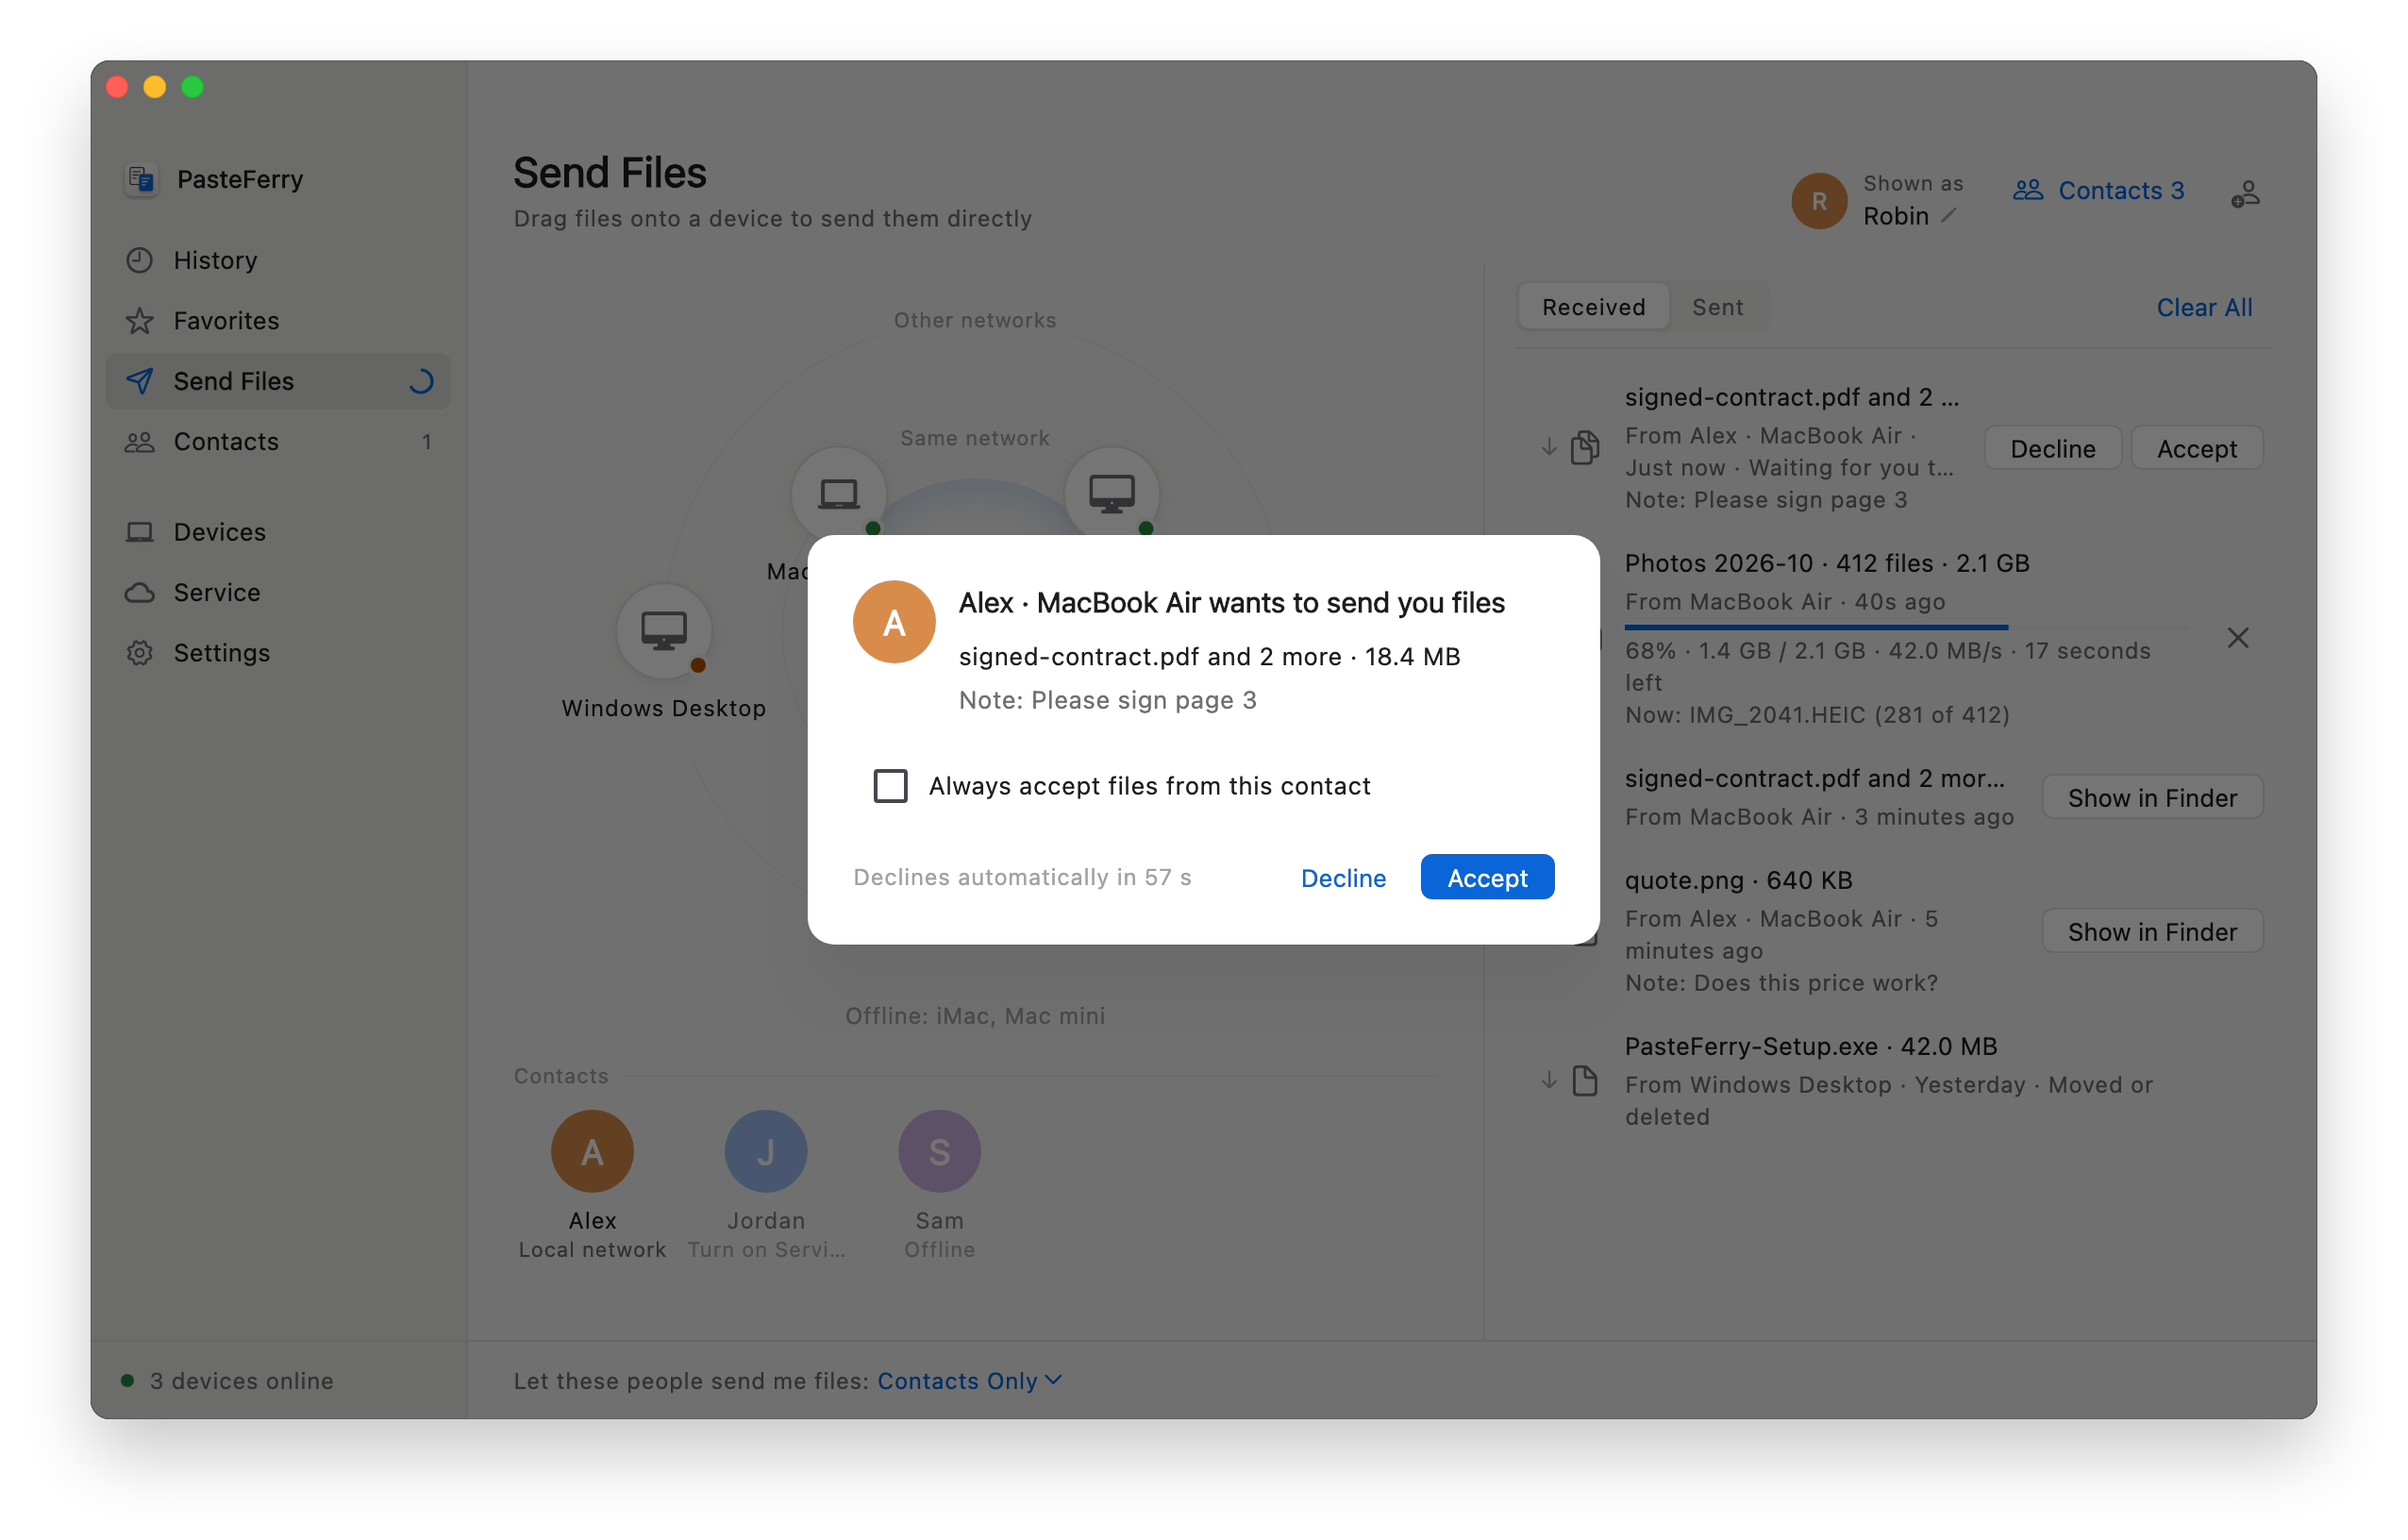 PasteFerry
History
Favorites
Send Files
Contacts 1
Devices
Service
Settings
3 devices online
Send Files
Drag files onto a device to send them directly
R
Shown as
Robin
Contacts 3
Other networks
Same network
Mac
Windows Desktop
Offline: iMac, Mac mini
Contacts
A
Alex
Local network
J
Jordan
Turn on Servi...
S
Sam
Offline
Let these people send me files: Contacts Only
Received
Sent
Clear All
signed-contract.pdf and 2 ...
From Alex · MacBook Air ·
Just now · Waiting for you t...
Note: Please sign page 3
Decline
Accept
Photos 2026-10 · 412 files · 2.1 GB
From MacBook Air · 40s ago
68% · 1.4 GB / 2.1 GB · 42.0 MB/s · 17 seconds
left
Now: IMG_2041.HEIC (281 of 412)
signed-contract.pdf and 2 mor...
From MacBook Air · 3 minutes ago
Show in Finder
quote.png · 640 KB
From Alex · MacBook Air · 5
minutes ago
Note: Does this price work?
Show in Finder
PasteFerry-Setup.exe · 42.0 MB
From Windows Desktop · Yesterday · Moved or
deleted
A
Alex · MacBook Air wants to send you files
signed-contract.pdf and 2 more · 18.4 MB
Note: Please sign page 3
Always accept files from this contact
Declines automatically in 57 s
Decline
Accept